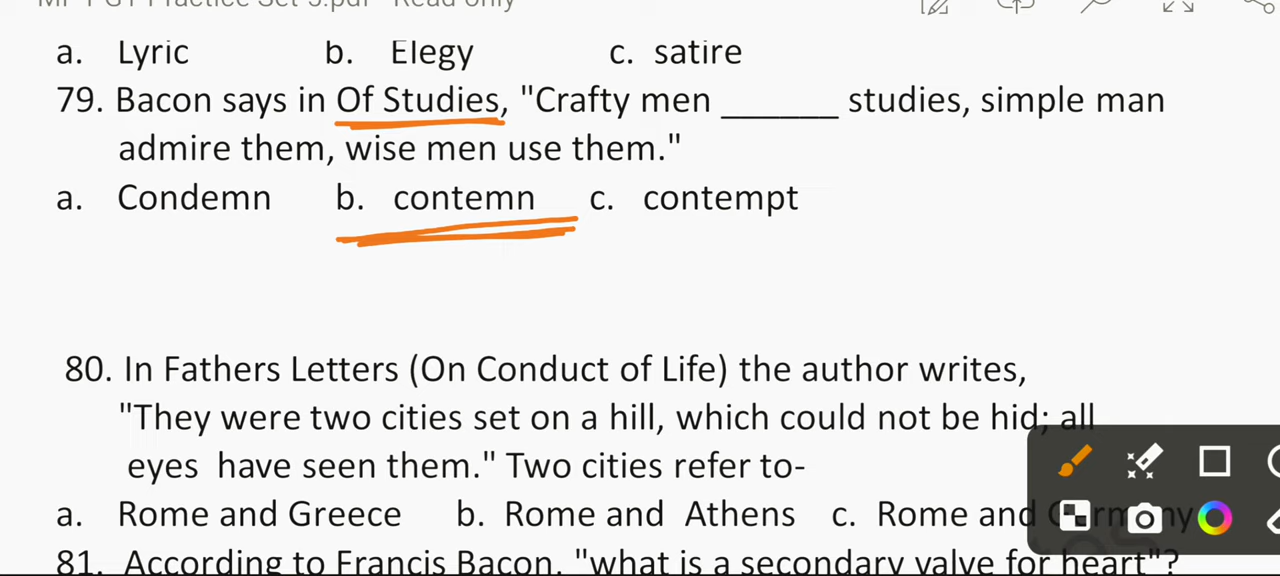 a. Lyric b. Elegy c. satire
79. Bacon says in Of Studies, "Crafty men ______ studies, simple man
admire them, wise men use them."
a. Condemn b. contemn c. contempt
80. In Fathers Letters (On Conduct of Life) the author writes,
"They were two cities set on a hill, which could not be hid; all
eyes have seen them." Two cities refer to-
a. Rome and Greece b. Rome and Athens c. Rome and
81. According to Francis Bacon, "what is a secondary valve for heart"?